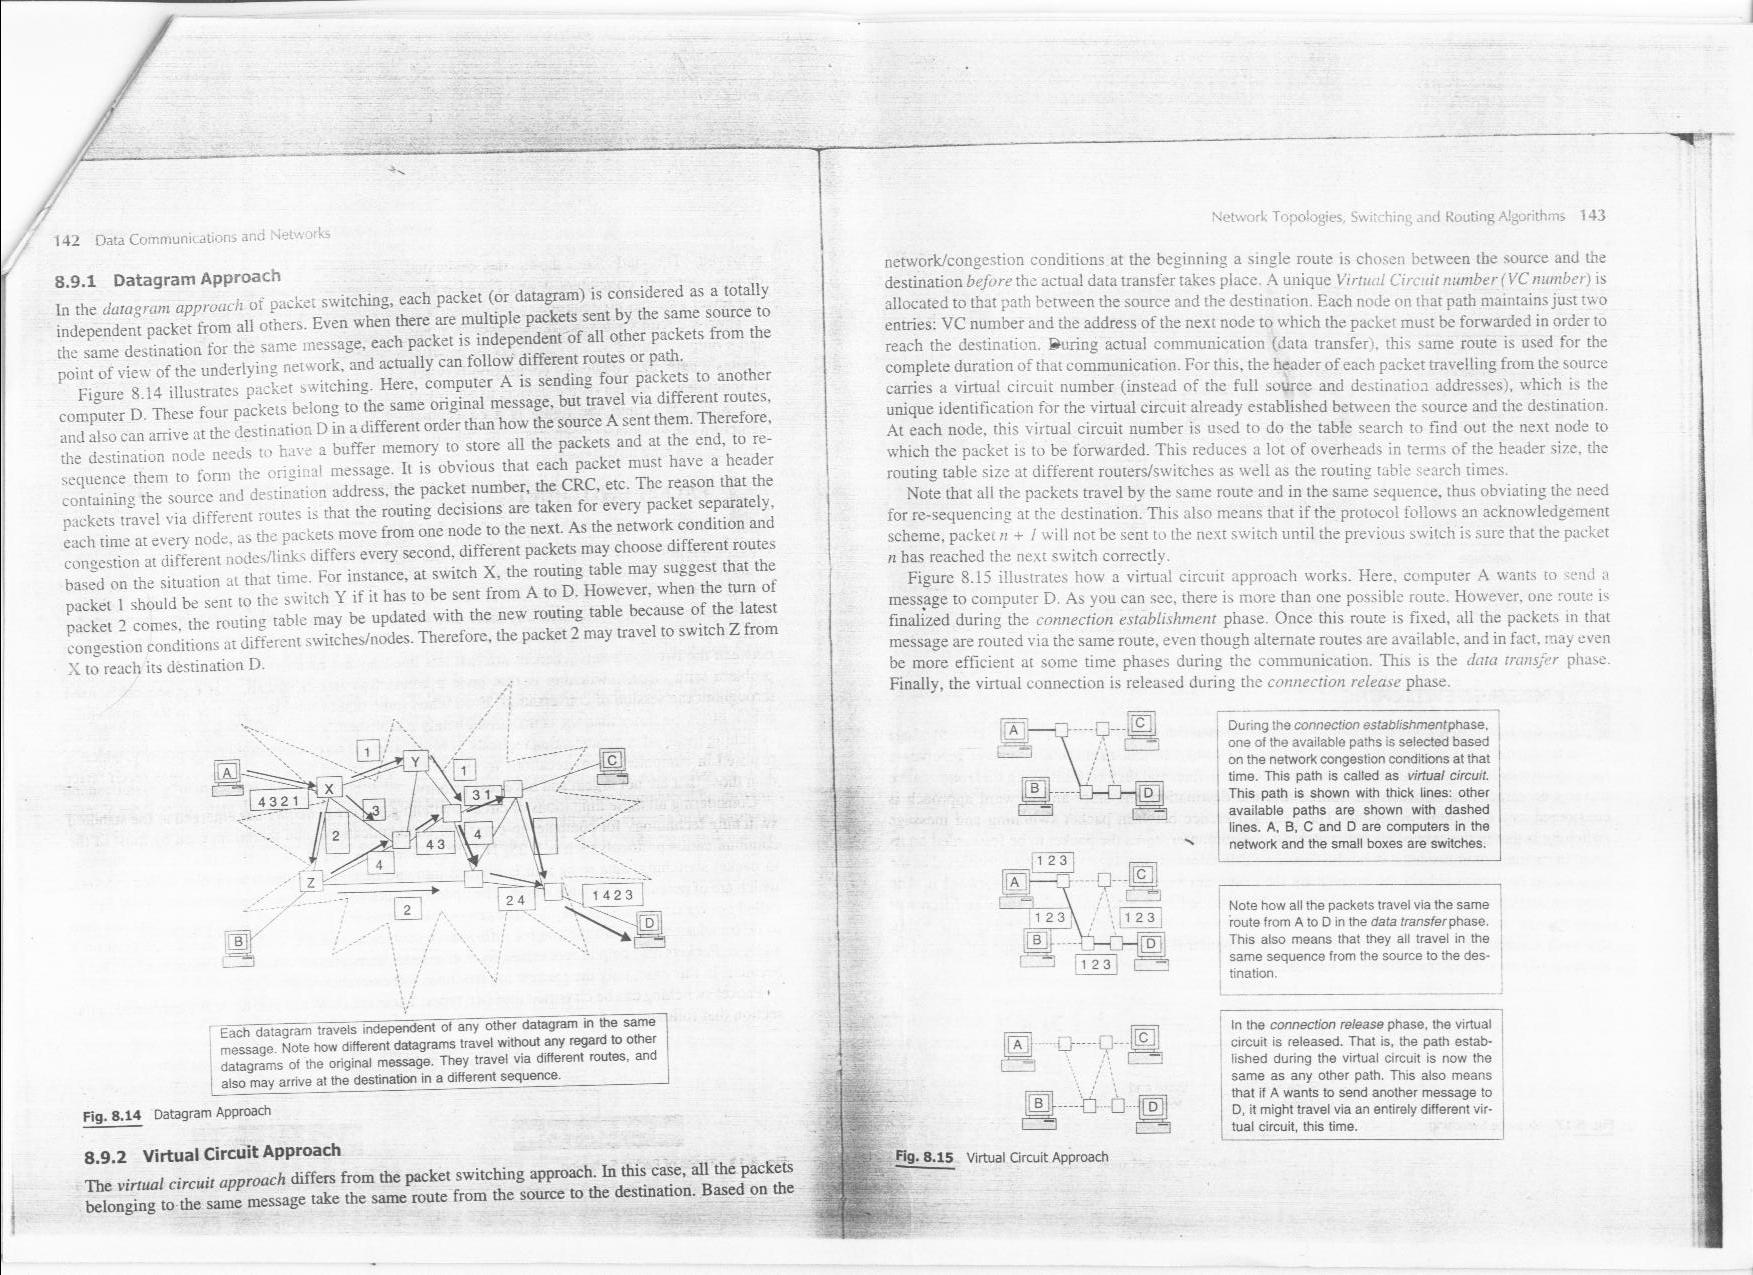 142 Data Communications and Networks
8.9.1 Datagram Approach
In the datagram approach of packet switching, each packet (or datagram) is considered as a totally
independent packet from all others. Even when there are multiple packets sent by the same source to
the same destination for the same message, each packet is independent of all other packets from the
point of view of the underlying network, and actually can follow different routes or path.
Figure 8.14 illustrates packet switching. Here, computer A is sending four packets to another
computer D. These four packets belong to the same original message, but travel via different routes,
and also can arrive at the destination D in a different order than how the source A sent them. Therefore,
the destination node needs to have a buffer memory to store all the packets and at the end, to re-
sequence them to form the original message. It is obvious that each packet must have a header
containing the source and destination address, the packet number, the CRC, etc. The reason that the
packets travel via different routes is that the routing decisions are taken for every packet separately,
each time at every node, as the packets move from one node to the next. As the network condition and
congestion at different nodes/links differs every second, different packets may choose different routes
based on the situation at that time. For instance, at switch X, the routing table may suggest that the
packet 1 should be sent to the switch Y if it has to be sent from A to D. However, when the turn of
packet 2 comes, the routing table may be updated with the new routing table because of the latest
congestion conditions at different switches/nodes. Therefore, the packet 2 may travel to switch Z from
X to reach its destination D.
1
Y
1
C
A
X
4 3 2 1
3
3 1
2
4 3
4
4
Z
2
2 4
1 4 2 3
B
D
Each datagram travels independent of any other datagram in the same
message. Note how different datagrams travel without any regard to other
datagrams of the original message. They travel via different routes, and
also may arrive at the destination in a different sequence.
Fig. 8.14 Datagram Approach
8.9.2 Virtual Circuit Approach
The virtual circuit approach differs from the packet switching approach. In this case, all the packets
belonging to the same message take the same route from the source to the destination. Based on the
Network Topologies, Switching and Routing Algorithms 143
network/congestion conditions at the beginning a single route is chosen between the source and the
destination before the actual data transfer takes place. A unique Virtual Circuit number (VC number) is
allocated to that path between the source and the destination. Each node on that path maintains just two
entries: VC number and the address of the next node to which the packet must be forwarded in order to
reach the destination. During actual communication (data transfer), this same route is used for the
complete duration of that communication. For this, the header of each packet travelling from the source
carries a virtual circuit number (instead of the full source and destination addresses), which is the
unique identification for the virtual circuit already established between the source and the destination.
At each node, this virtual circuit number is used to do the table search to find out the next node to
which the packet is to be forwarded. This reduces a lot of overheads in terms of the header size, the
routing table size at different routers/switches as well as the routing table search times.
Note that all the packets travel by the same route and in the same sequence, thus obviating the need
for re-sequencing at the destination. This also means that if the protocol follows an acknowledgement
scheme, packet n + 1 will not be sent to the next switch until the previous switch is sure that the packet
n has reached the next switch correctly.
Figure 8.15 illustrates how a virtual circuit approach works. Here, computer A wants to send a
message to computer D. As you can see, there is more than one possible route. However, one route is
finalized during the connection establishment phase. Once this route is fixed, all the packets in that
message are routed via the same route, even though alternate routes are available, and in fact, may even
be more efficient at some time phases during the communication. This is the data transfer phase.
Finally, the virtual connection is released during the connection release phase.
A
C
B
D
During the connection establishmentphase,
one of the available paths is selected based
on the network congestion conditions at that
time. This path is called as virtual circuit.
This path is shown with thick lines: other
available paths are shown with dashed
lines. A, B, C and D are computers in the
network and the small boxes are switches.
1 2 3
A
C
1 2 3
1 2 3
B
D
1 2 3
Note how all the packets travel via the same
route from A to D in the data transfer phase.
This also means that they all travel in the
same sequence from the source to the des-
tination.
A
C
B
D
In the connection release phase, the virtual
circuit is released. That is, the path estab-
lished during the virtual circuit is now the
same as any other path. This also means
that if A wants to send another message to
D, it might travel via an entirely different vir-
tual circuit, this time.
Fig. 8.15 Virtual Circuit Approach